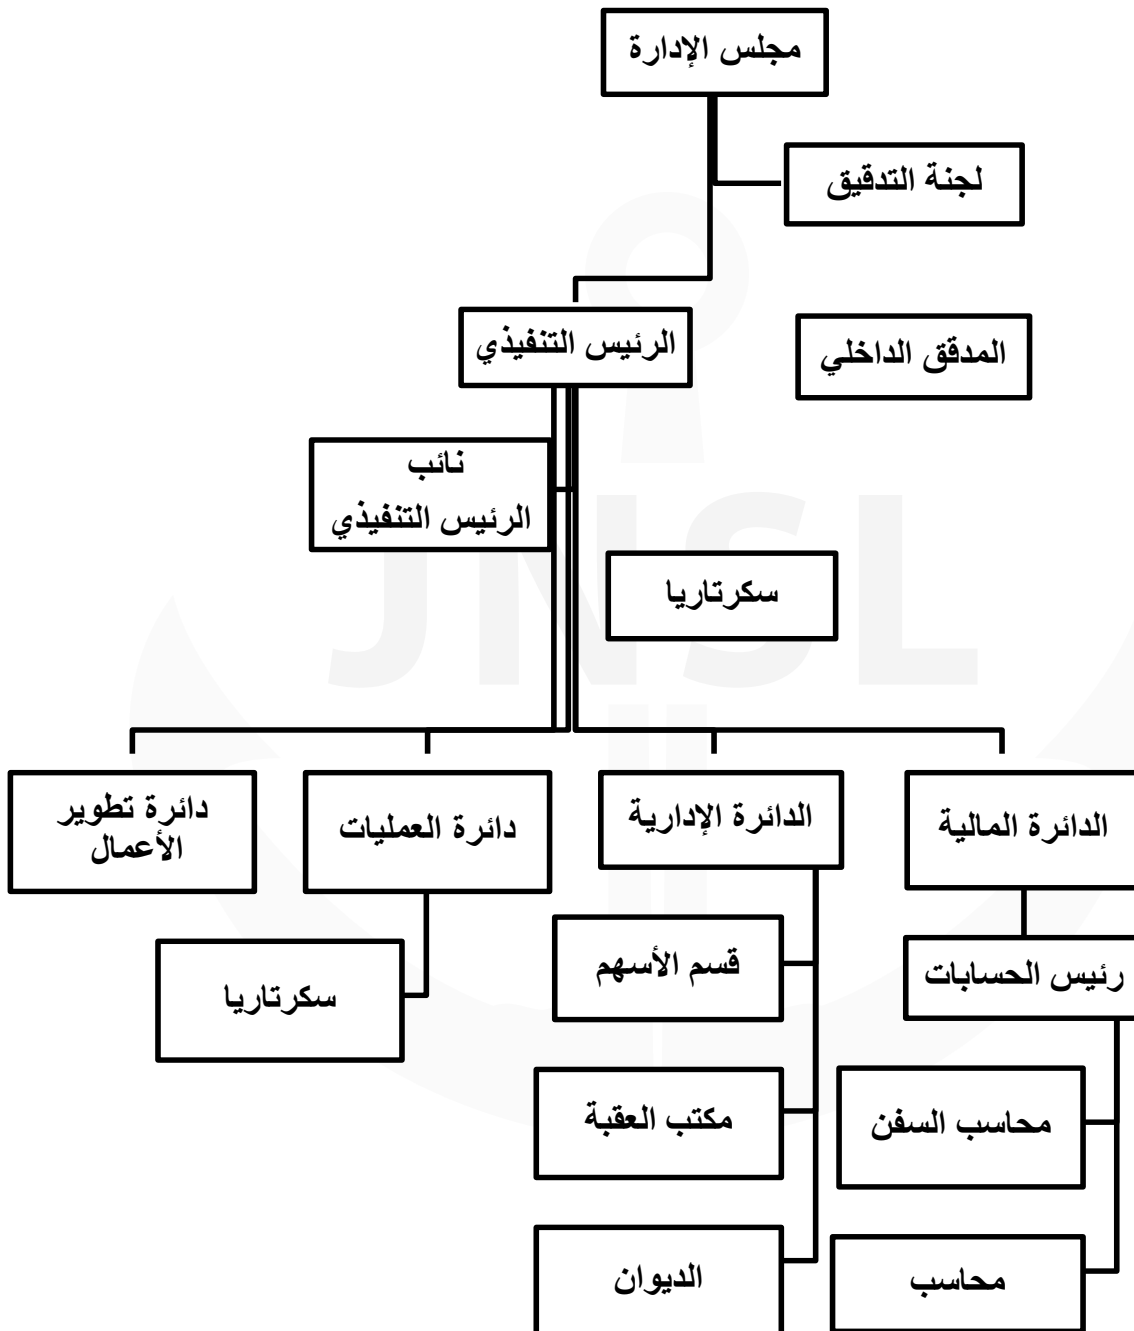 مجلس الإدارة
لجنة التدقيق
الرئيس التنفيذي
المدقق الداخلي
نائب
الرئيس التنفيذي
سكرتاريا
JNSL
الدائرة المالية
الدائرة الإدارية
دائرة العمليات
دائرة تطوير
الأعمال
رئيس الحسابات
قسم الأسهم
سكرتاريا
محاسب السفن
مكتب العقبة
محاسب
الديوان